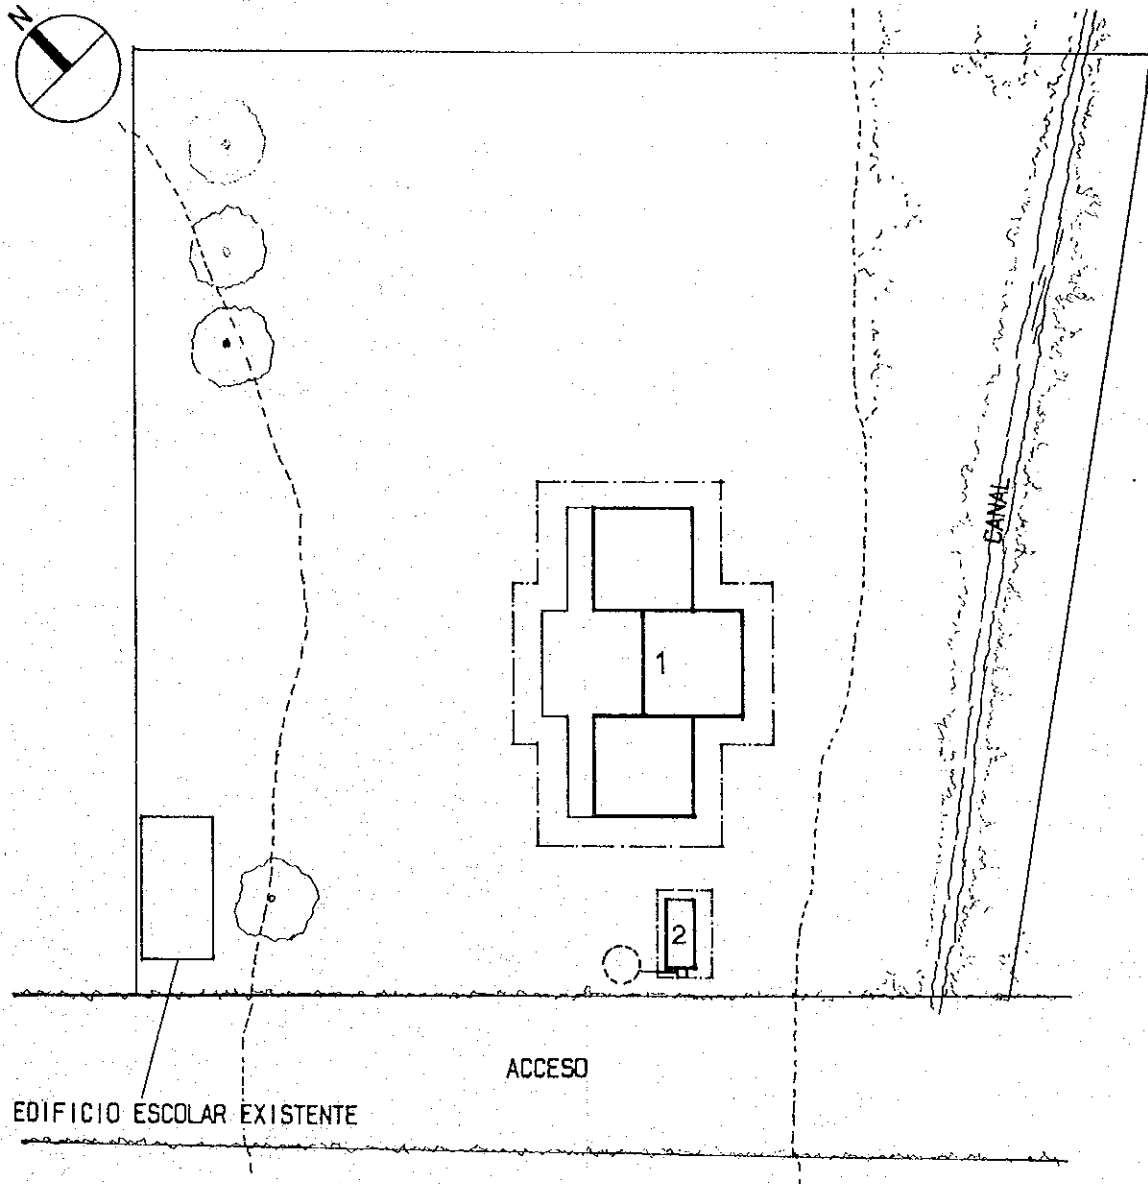 N
CANAL
1
2
ACCESO
EDIFICIO ESCOLAR EXISTENTE